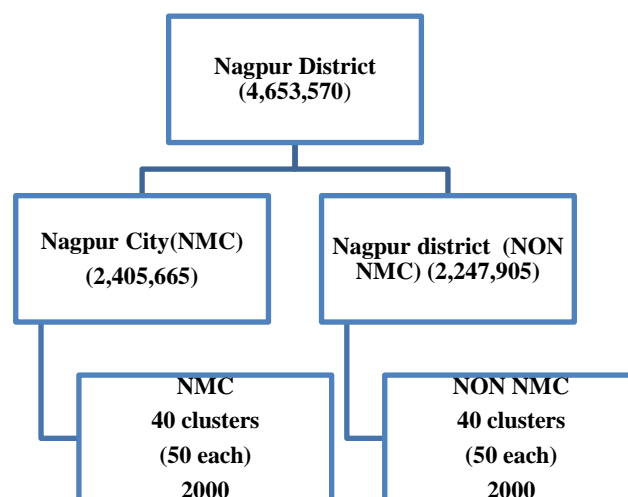 Nagpur District
(4,653,570)
Nagpur City(NMC)
(2,405,665)
Nagpur district (NON
NMC) (2,247,905)
NMC
40 clusters
(50 each)
2000
NON NMC
40 clusters
(50 each)
2000